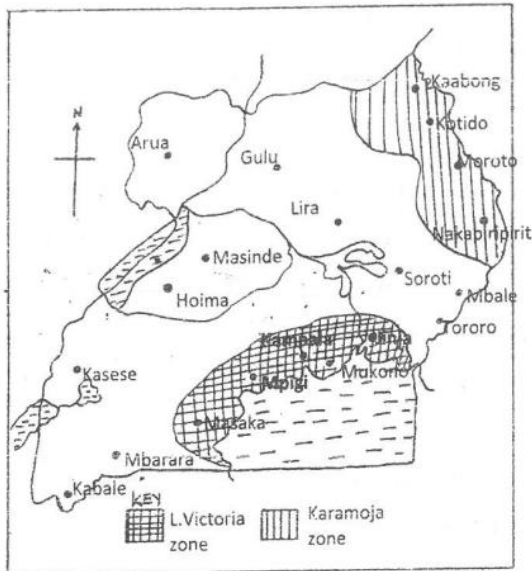 Kaabong
N
Kotido
Arua
Gulu
Moroto
Lira
Nakapiripirit
Masinde
Soroti
Hoima
Mbale
Tororo
Kampala
Jinja
Kasese
Mukono
Mpigi
Masaka
Mbarara
KEY
Kabale
L.Victoria
zone
Karamoja
zone